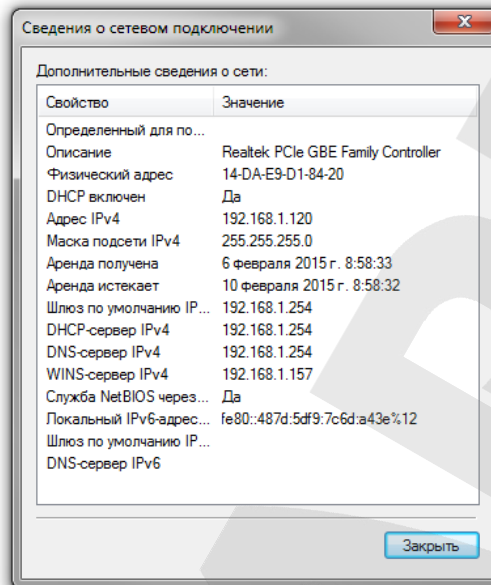 Сведения о сетевом подключении
Дополнительные сведения о сети:
Свойство Значение
Определенный для по...
Описание Realtek PCIe GBE Family Controller
Физический адрес 14-DA-E9-D1-84-20
DHCP включен Да
Адрес IPv4 192.168.1.120
Маска подсети IPv4 255.255.255.0
Аренда получена 6 февраля 2015 г. 8:58:33
Аренда истекает 10 февраля 2015 г. 8:58:32
Шлюз по умолчанию IP... 192.168.1.254
DHCP-сервер IPv4 192.168.1.254
DNS-сервер IPv4 192.168.1.254
WINS-сервер IPv4 192.168.1.157
Служба NetBIOS через... Да
Локальный IPv6-адрес... fe80::487d:5df9:7c6d:a43e%12
Шлюз по умолчанию IP...
DNS-сервер IPv6
Закрыть